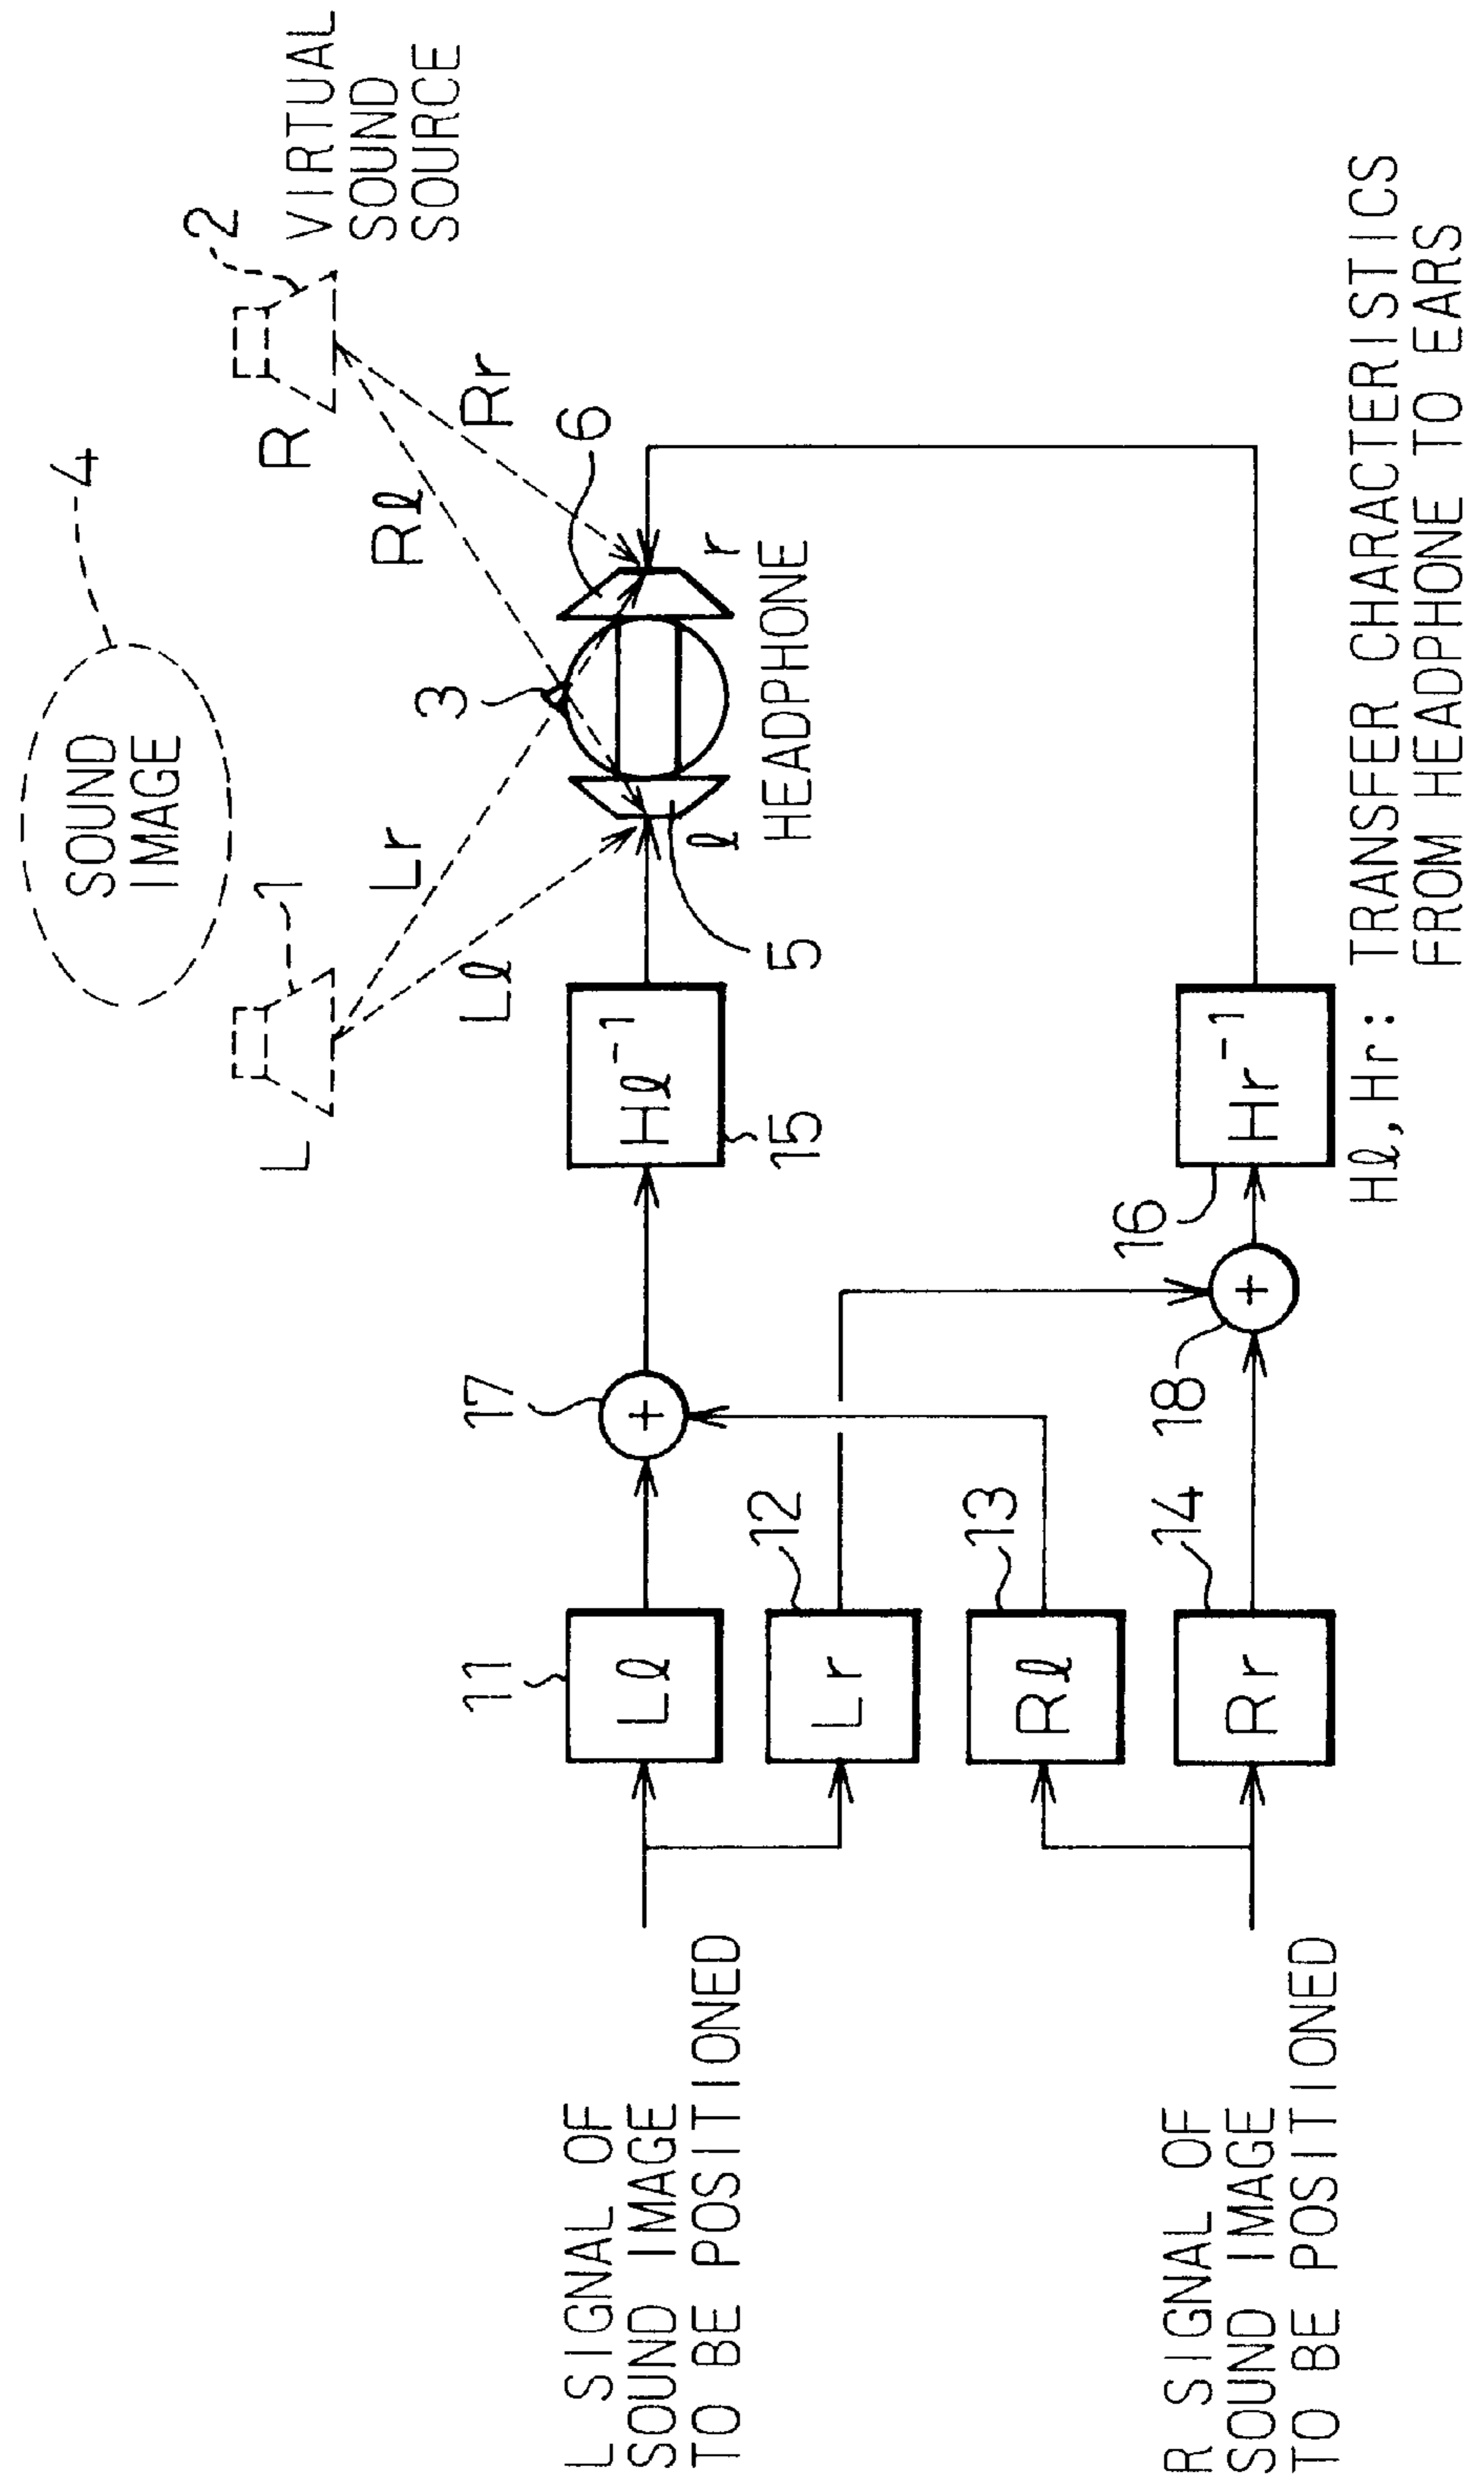 4
SOUND
IMAGE
L
1
R
2
VIRTUAL
SOUND
SOURCE
Lℓ
Lr
3
Rℓ
Rr
6
ℓ
r
5
HEADPHONE
L SIGNAL OF
SOUND IMAGE
TO BE POSITIONED
11
Lℓ
17
+
Hℓ⁻¹
15
12
Lr
13
Rℓ
R SIGNAL OF
SOUND IMAGE
TO BE POSITIONED
14
Rr
18
+
16
Hr⁻¹
Hℓ, Hr: TRANSFER CHARACTERISTICS
FROM HEADPHONE TO EARS